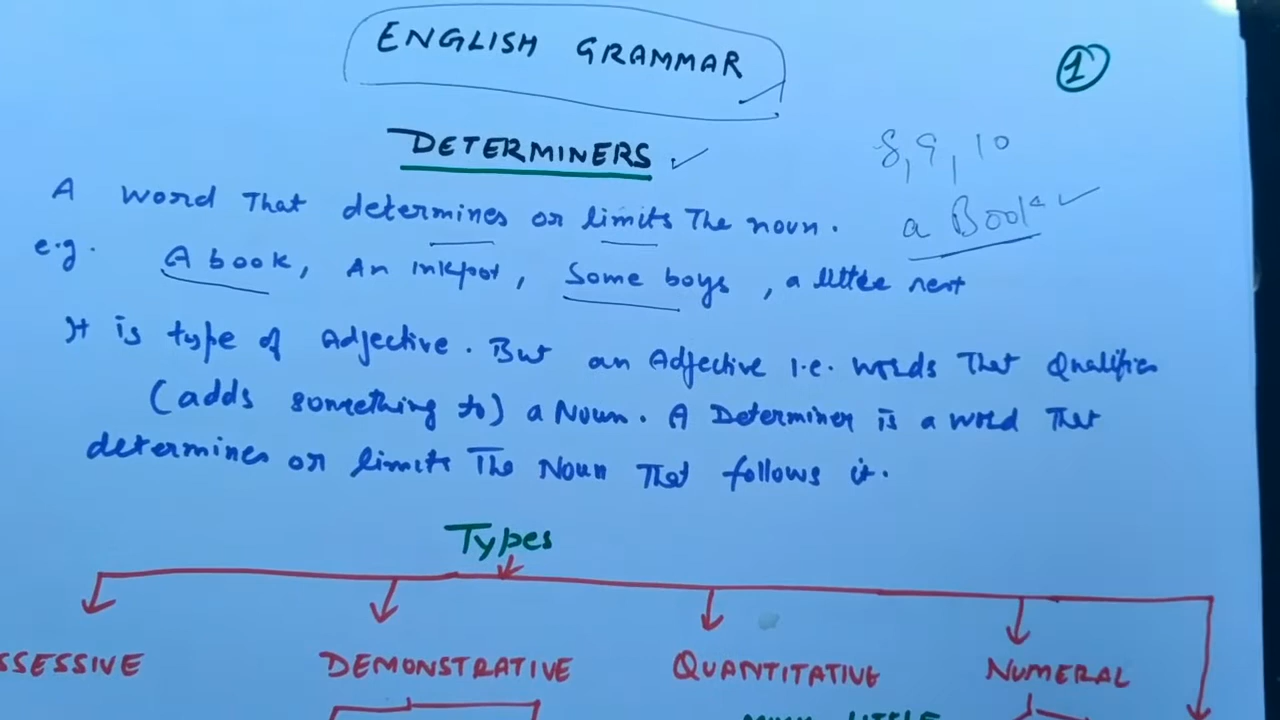 ENGLISH GRAMMAR
1
DETERMINERS
8, 9, 10
A word That determines or limits The noun.
a Book
e.g. A book, An inkpot, Some boys, a little rest
It is type of Adjective. But an Adjective i.e. words That Qualifies
(adds something to) a Noun. A Determiner is a word That
determines or limits The Noun That follows it.
Types
SSESSIVE DEMONSTRATIVE QUANTITATIVE NUMERAL